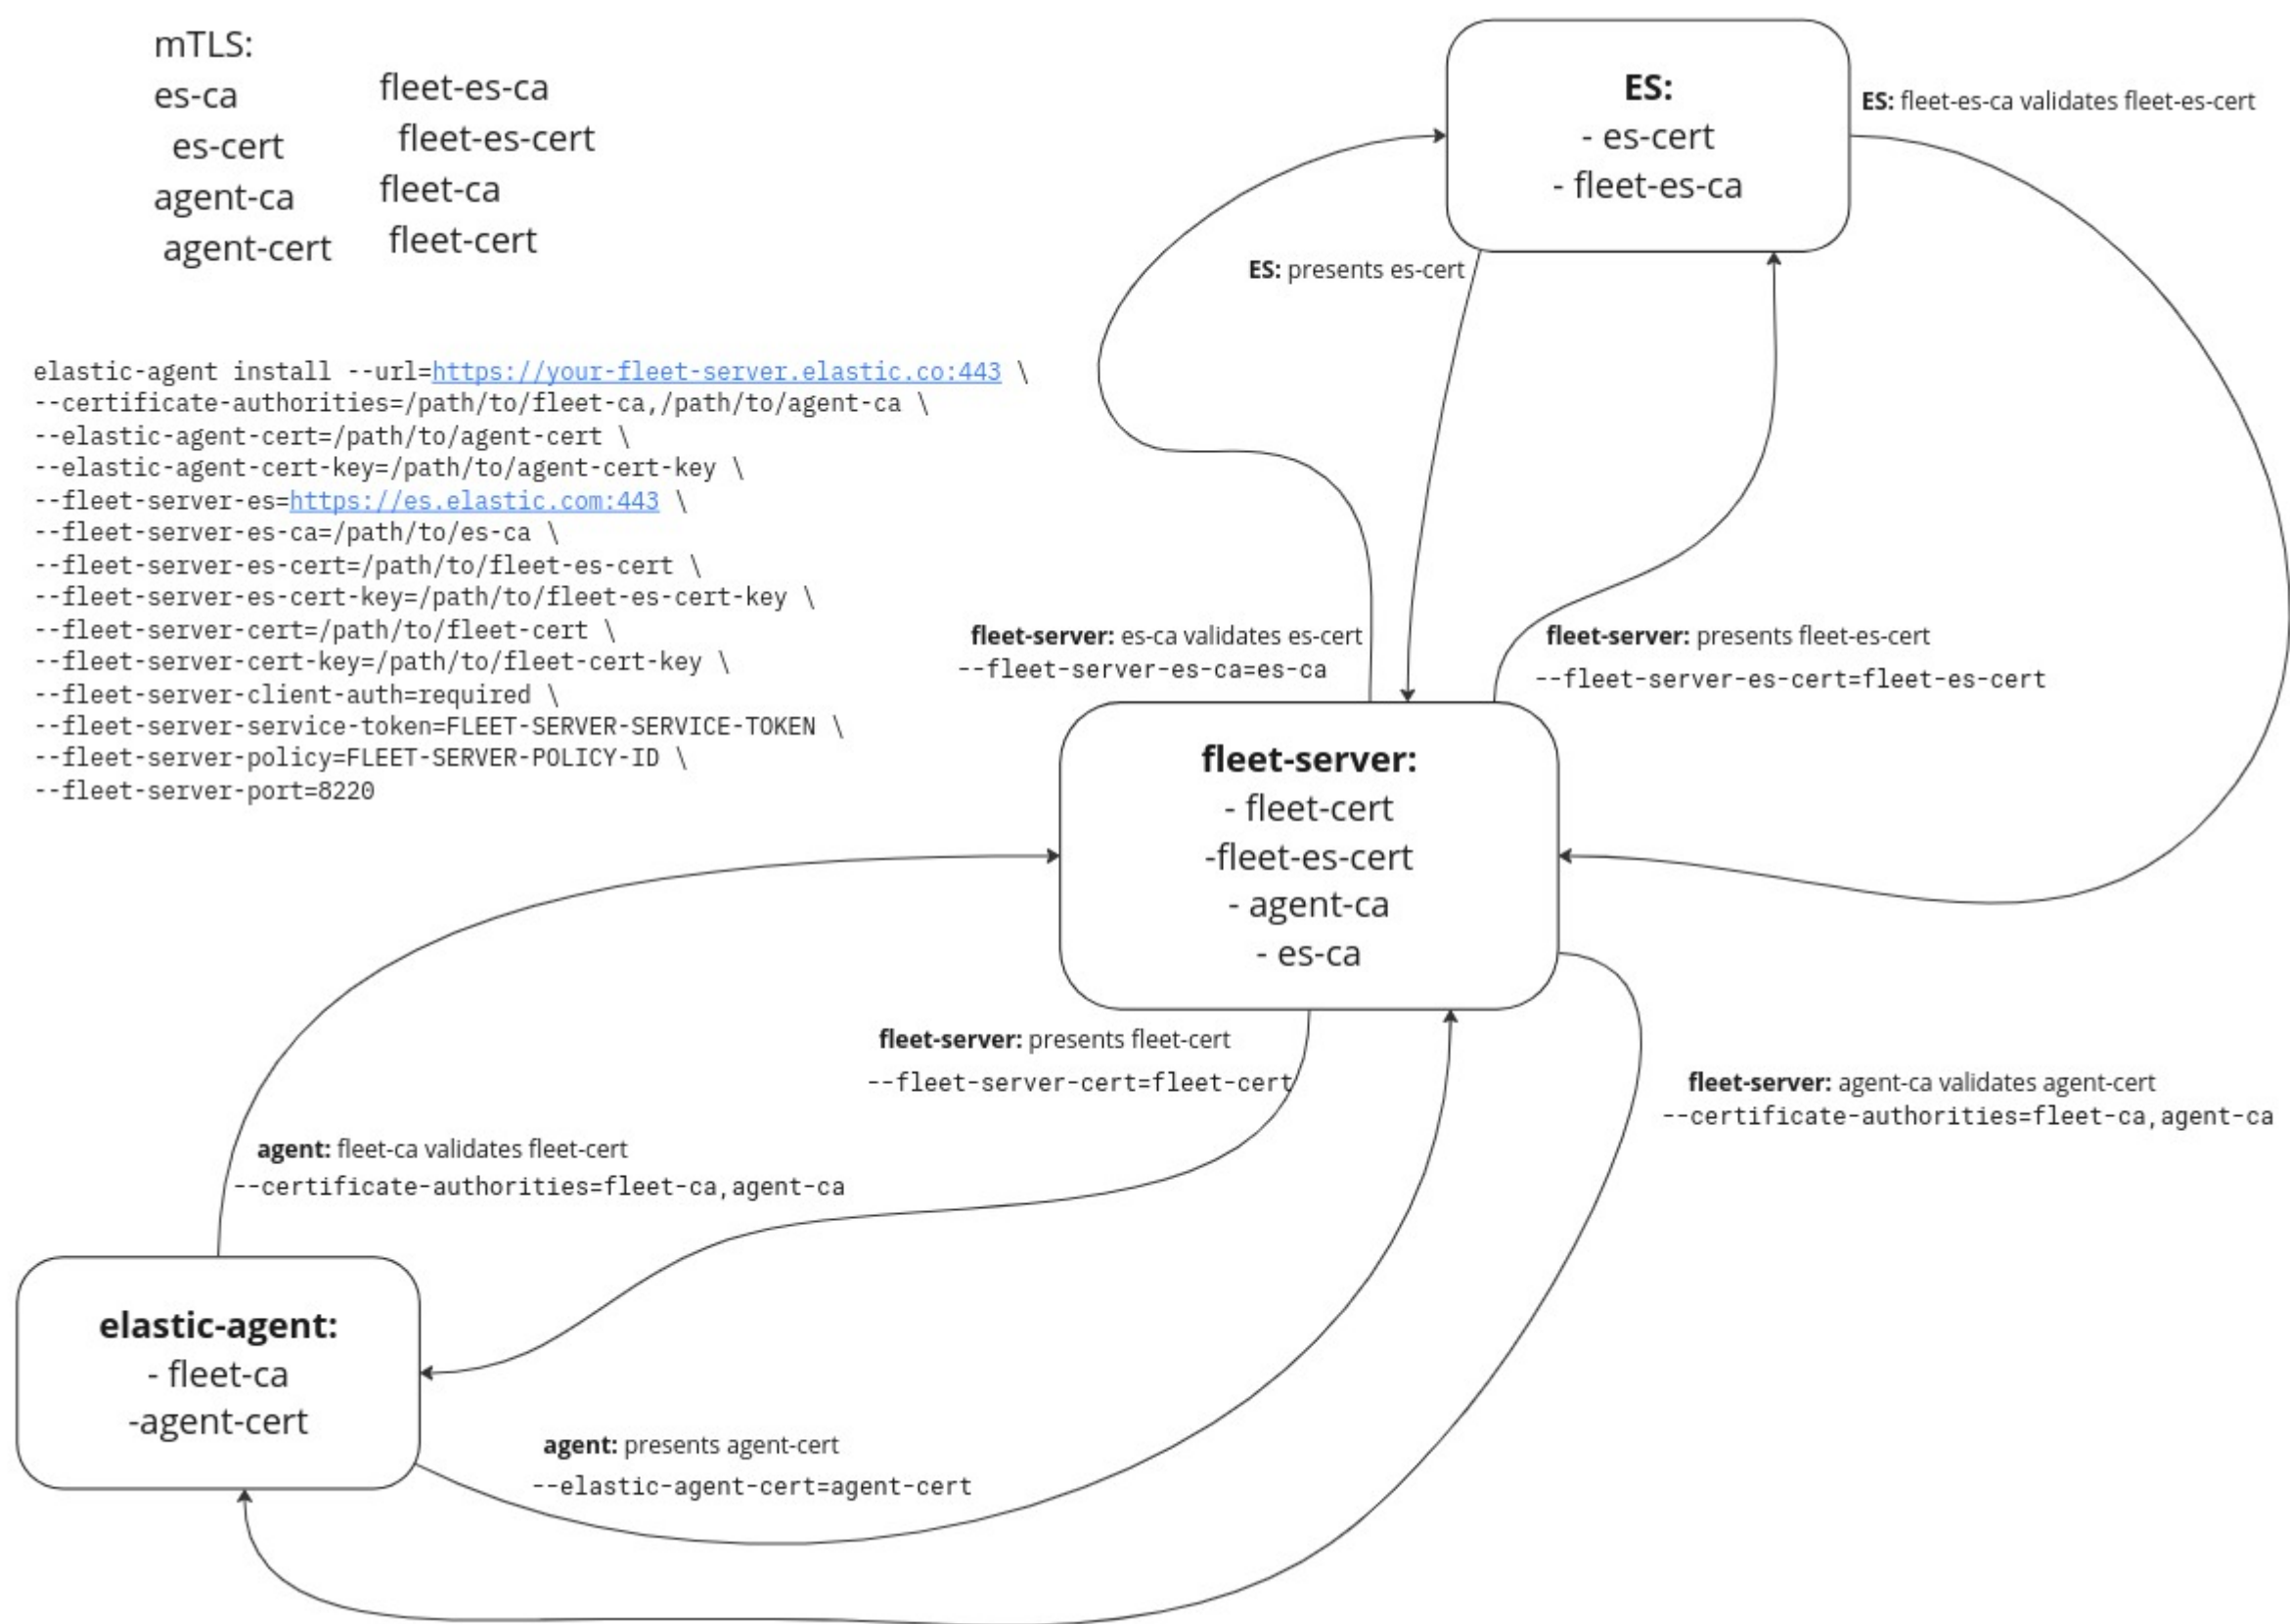 mTLS:
es-ca
es-cert
agent-ca
agent-cert
fleet-es-ca
fleet-es-cert
fleet-ca
fleet-cert
elastic-agent install --url=https://your-fleet-server.elastic.co:443 \
--certificate-authorities=/path/to/fleet-ca,/path/to/agent-ca \
--elastic-agent-cert=/path/to/agent-cert \
--elastic-agent-cert-key=/path/to/agent-cert-key \
--fleet-server-es=https://es.elastic.com:443 \
--fleet-server-es-ca=/path/to/es-ca \
--fleet-server-es-cert=/path/to/fleet-es-cert \
--fleet-server-es-cert-key=/path/to/fleet-es-cert-key \
--fleet-server-cert=/path/to/fleet-cert \
--fleet-server-cert-key=/path/to/fleet-cert-key \
--fleet-server-client-auth=required \
--fleet-server-service-token=FLEET-SERVER-SERVICE-TOKEN \
--fleet-server-policy=FLEET-SERVER-POLICY-ID \
--fleet-server-port=8220
ES:
- es-cert
- fleet-es-ca
ES: fleet-es-ca validates fleet-es-cert
ES: presents es-cert
fleet-server: es-ca validates es-cert
--fleet-server-es-ca=es-ca
fleet-server: presents fleet-es-cert
--fleet-server-es-cert=fleet-es-cert
fleet-server:
- fleet-cert
-fleet-es-cert
- agent-ca
- es-ca
fleet-server: presents fleet-cert
--fleet-server-cert=fleet-cert
fleet-server: agent-ca validates agent-cert
--certificate-authorities=fleet-ca,agent-ca
agent: fleet-ca validates fleet-cert
--certificate-authorities=fleet-ca,agent-ca
elastic-agent:
- fleet-ca
-agent-cert
agent: presents agent-cert
--elastic-agent-cert=agent-cert